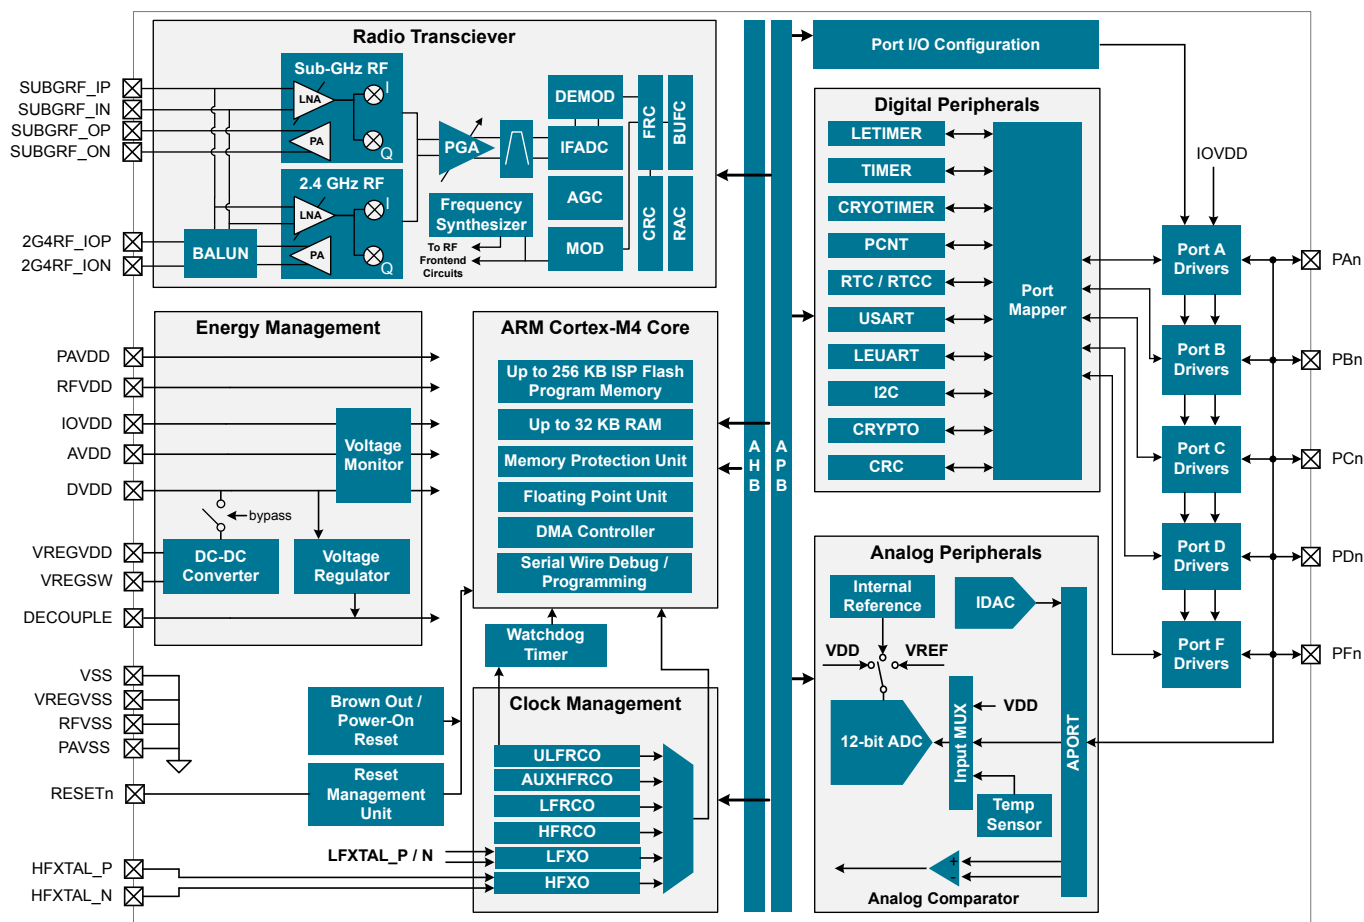 Radio Transciever
SUBGRF_IP
SUBGRF_IN
SUBGRF_OP
SUBGRF_ON
2G4RF_IOP
2G4RF_ION
Sub-GHz RF
LNA
I
PA
Q
2.4 GHz RF
LNA
I
PA
Q
BALUN
PGA
Frequency
Synthesizer
To RF
Frontend
Circuits
DEMOD
IFADC
AGC
MOD
FRC
BUFC
CRC
RAC
Energy Management
PAVDD
RFVDD
IOVDD
AVDD
DVDD
VREGVDD
VREGSW
DECOUPLE
Voltage
Monitor
bypass
DC-DC
Converter
Voltage
Regulator
VSS
VREGVSS
RFVSS
PAVSS
RESETn
HFXTAL_P
HFXTAL_N
Brown Out /
Power-On
Reset
Reset
Management
Unit
ARM Cortex-M4 Core
Up to 256 KB ISP Flash
Program Memory
Up to 32 KB RAM
Memory Protection Unit
Floating Point Unit
DMA Controller
Serial Wire Debug /
Programming
Watchdog
Timer
Clock Management
ULFRCO
AUXHFRCO
LFRCO
HFRCO
LFXO
HFXO
LFXTAL_P / N
AHB
APB
Port I/O Configuration
Digital Peripherals
LETIMER
TIMER
CRYOTIMER
PCNT
RTC / RTCC
USART
LEUART
I2C
CRYPTO
CRC
Port
Mapper
Analog Peripherals
Internal
Reference
IDAC
VDD
VREF
12-bit ADC
Input MUX
VDD
Temp
Sensor
APORT
+
-
Analog Comparator
IOVDD
Port A
Drivers
Port B
Drivers
Port C
Drivers
Port D
Drivers
Port F
Drivers
PAn
PBn
PCn
PDn
PFn